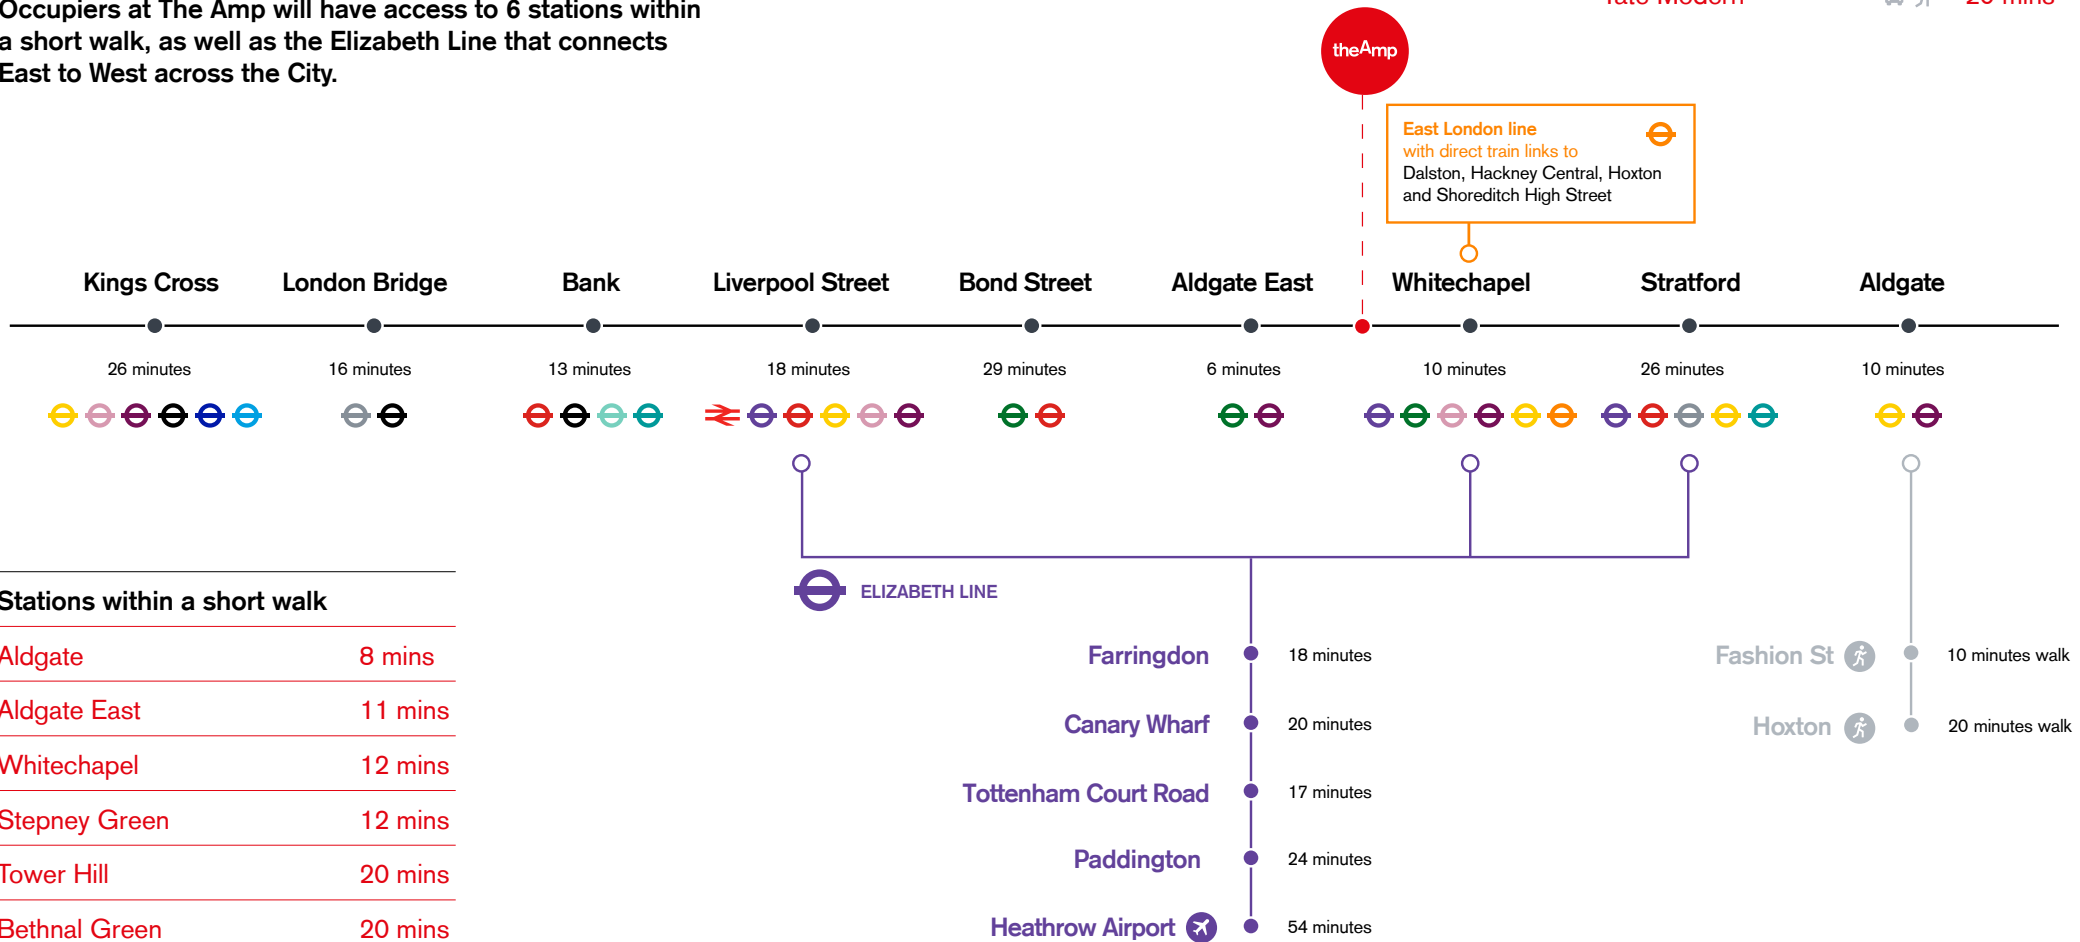 Occupiers at The Amp will have access to 6 stations within
a short walk, as well as the Elizabeth Line that connects
East to West across the City.
Tate Modern 20 mins
theAmp
East London line
with direct train links to
Dalston, Hackney Central, Hoxton
and Shoreditch High Street
Kings Cross London Bridge Bank Liverpool Street Bond Street Aldgate East Whitechapel Stratford Aldgate
26 minutes 16 minutes 13 minutes 18 minutes 29 minutes 6 minutes 10 minutes 26 minutes 10 minutes
ELIZABETH LINE
Farringdon 18 minutes
Canary Wharf 20 minutes
Tottenham Court Road 17 minutes
Paddington 24 minutes
Heathrow Airport 54 minutes
Fashion St 10 minutes walk
Hoxton 20 minutes walk
Stations within a short walk
Aldgate 8 mins
Aldgate East 11 mins
Whitechapel 12 mins
Stepney Green 12 mins
Tower Hill 20 mins
Bethnal Green 20 mins